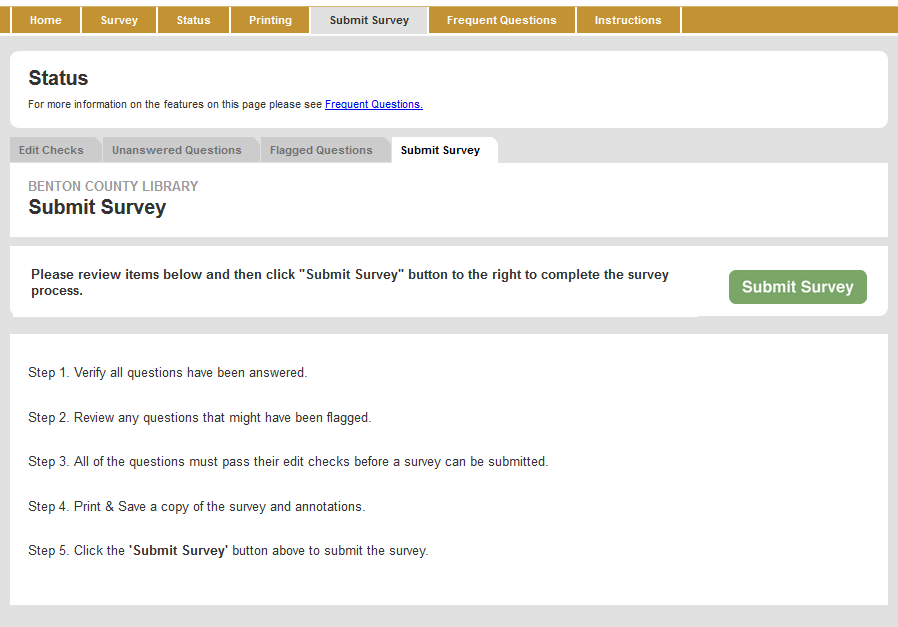 Home Survey Status Printing Submit Survey Frequent Questions Instructions
Status
For more information on the features on this page please see Frequent Questions.
Edit Checks Unanswered Questions Flagged Questions Submit Survey
BENTON COUNTY LIBRARY
Submit Survey
Please review items below and then click "Submit Survey" button to the right to complete the survey
process.
Submit Survey
Step 1. Verify all questions have been answered.
Step 2. Review any questions that might have been flagged.
Step 3. All of the questions must pass their edit checks before a survey can be submitted.
Step 4. Print & Save a copy of the survey and annotations.
Step 5. Click the 'Submit Survey' button above to submit the survey.